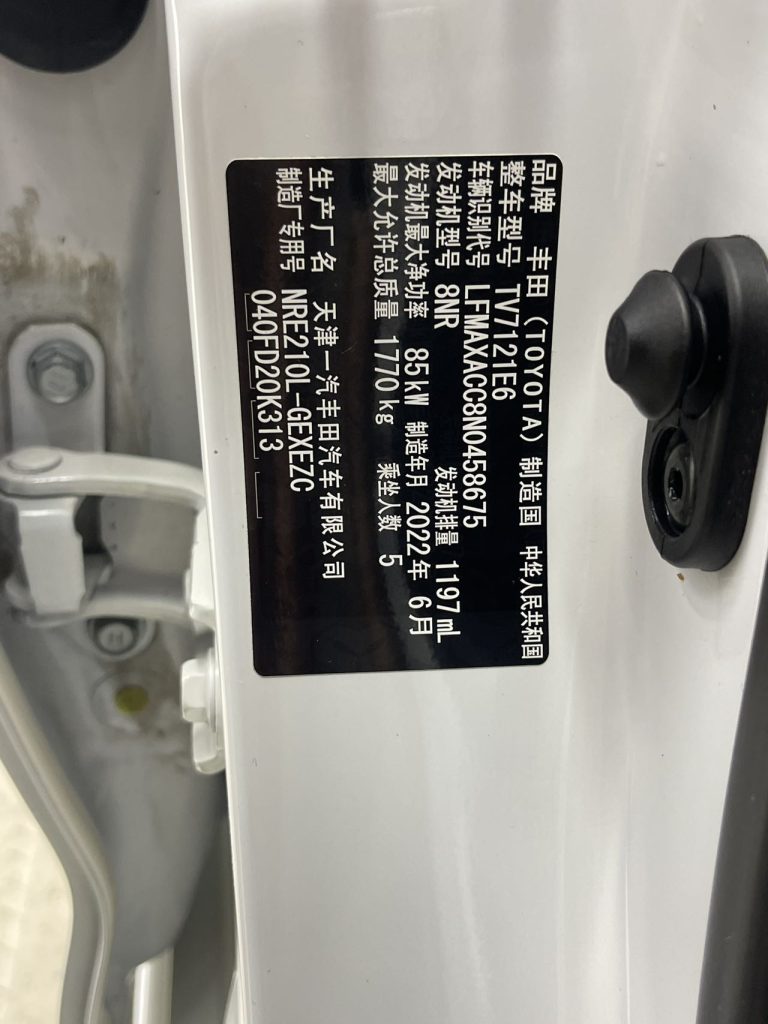 品牌 丰田（TOYOTA） 制造国 中华人民共和国
整车型号 TV7121E6
车辆识别代号 LFMAXACC8N0458675
发动机型号 8NR 发动机排量 1197 mL
发动机最大净功率 85kW 制造年月 2022年 6月
最大允许总质量 1770 kg 乘坐人数 5
生产厂名 天津一汽丰田汽车有限公司
制造厂专用号 NRE210L-GEXEZC
040FD20K313